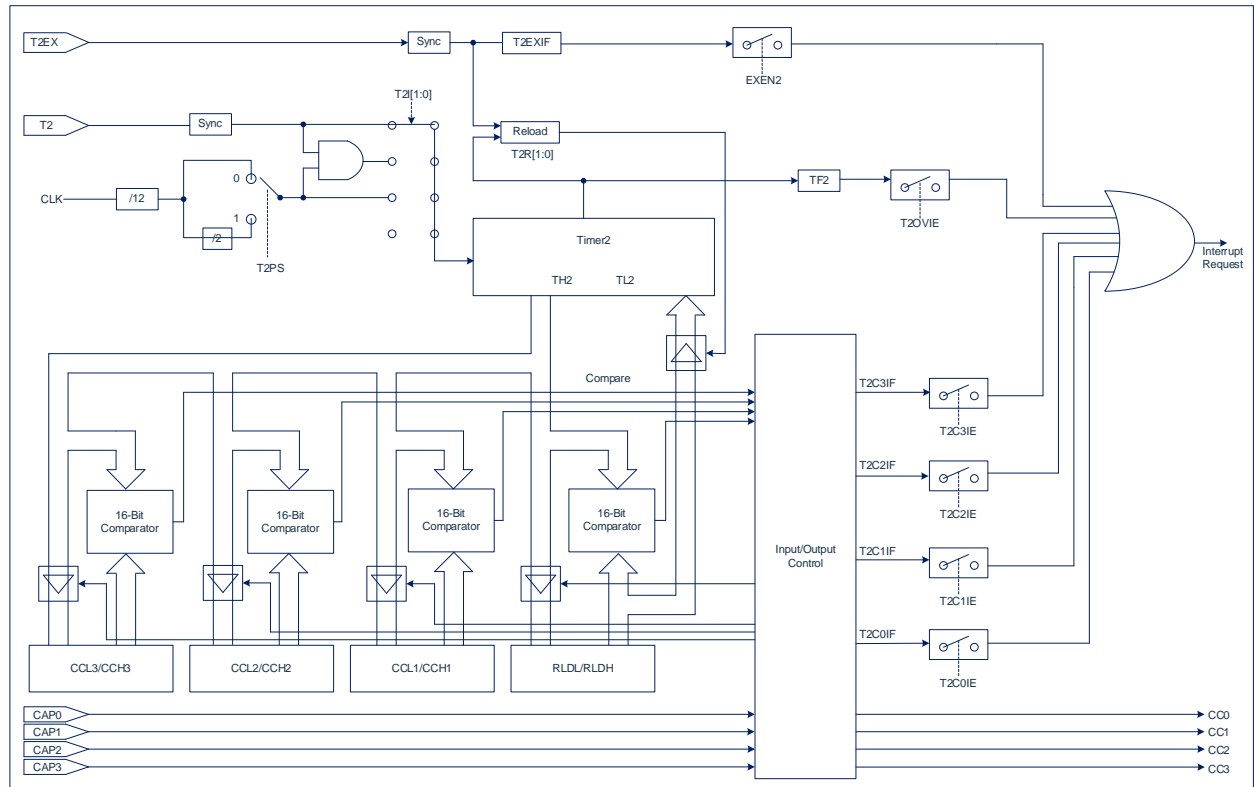 T2EX
Sync
T2EXIF
EXEN2
T2I[1:0]
T2
Sync
Reload
T2R[1:0]
0
CLK
/12
TF2
T2OVIE
1
/2
T2PS
Timer2
TH2 TL2
Interrupt
Request
Compare
T2C3IF
T2C3IE
T2C2IF
T2C2IE
16-Bit
Comparator
16-Bit
Comparator
16-Bit
Comparator
16-Bit
Comparator
Input/Output
Control
T2C1IF
T2C1IE
T2C0IF
T2C0IE
CCL3/CCH3
CCL2/CCH2
CCL1/CCH1
RLDL/RLDH
CAP0
CC0
CAP1
CC1
CAP2
CC2
CAP3
CC3